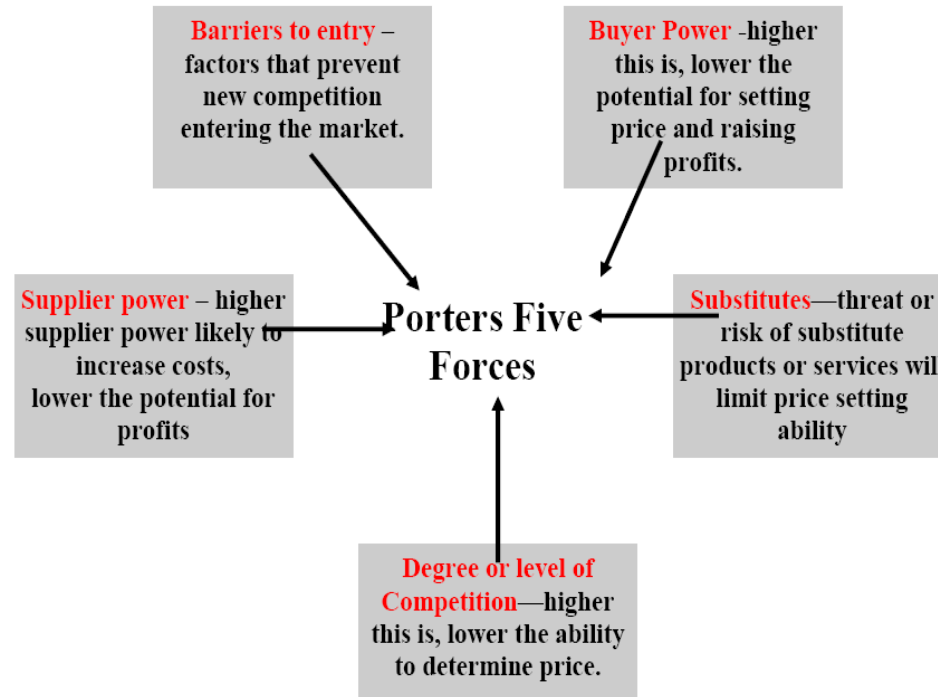 Barriers to entry –
factors that prevent
new competition
entering the market.
Buyer Power -higher
this is, lower the
potential for setting
price and raising
profits.
Supplier power – higher
supplier power likely to
increase costs,
lower the potential for
profits
Porters Five
Forces
Substitutes—threat or
risk of substitute
products or services wil
limit price setting
ability
Degree or level of
Competition—higher
this is, lower the ability
to determine price.